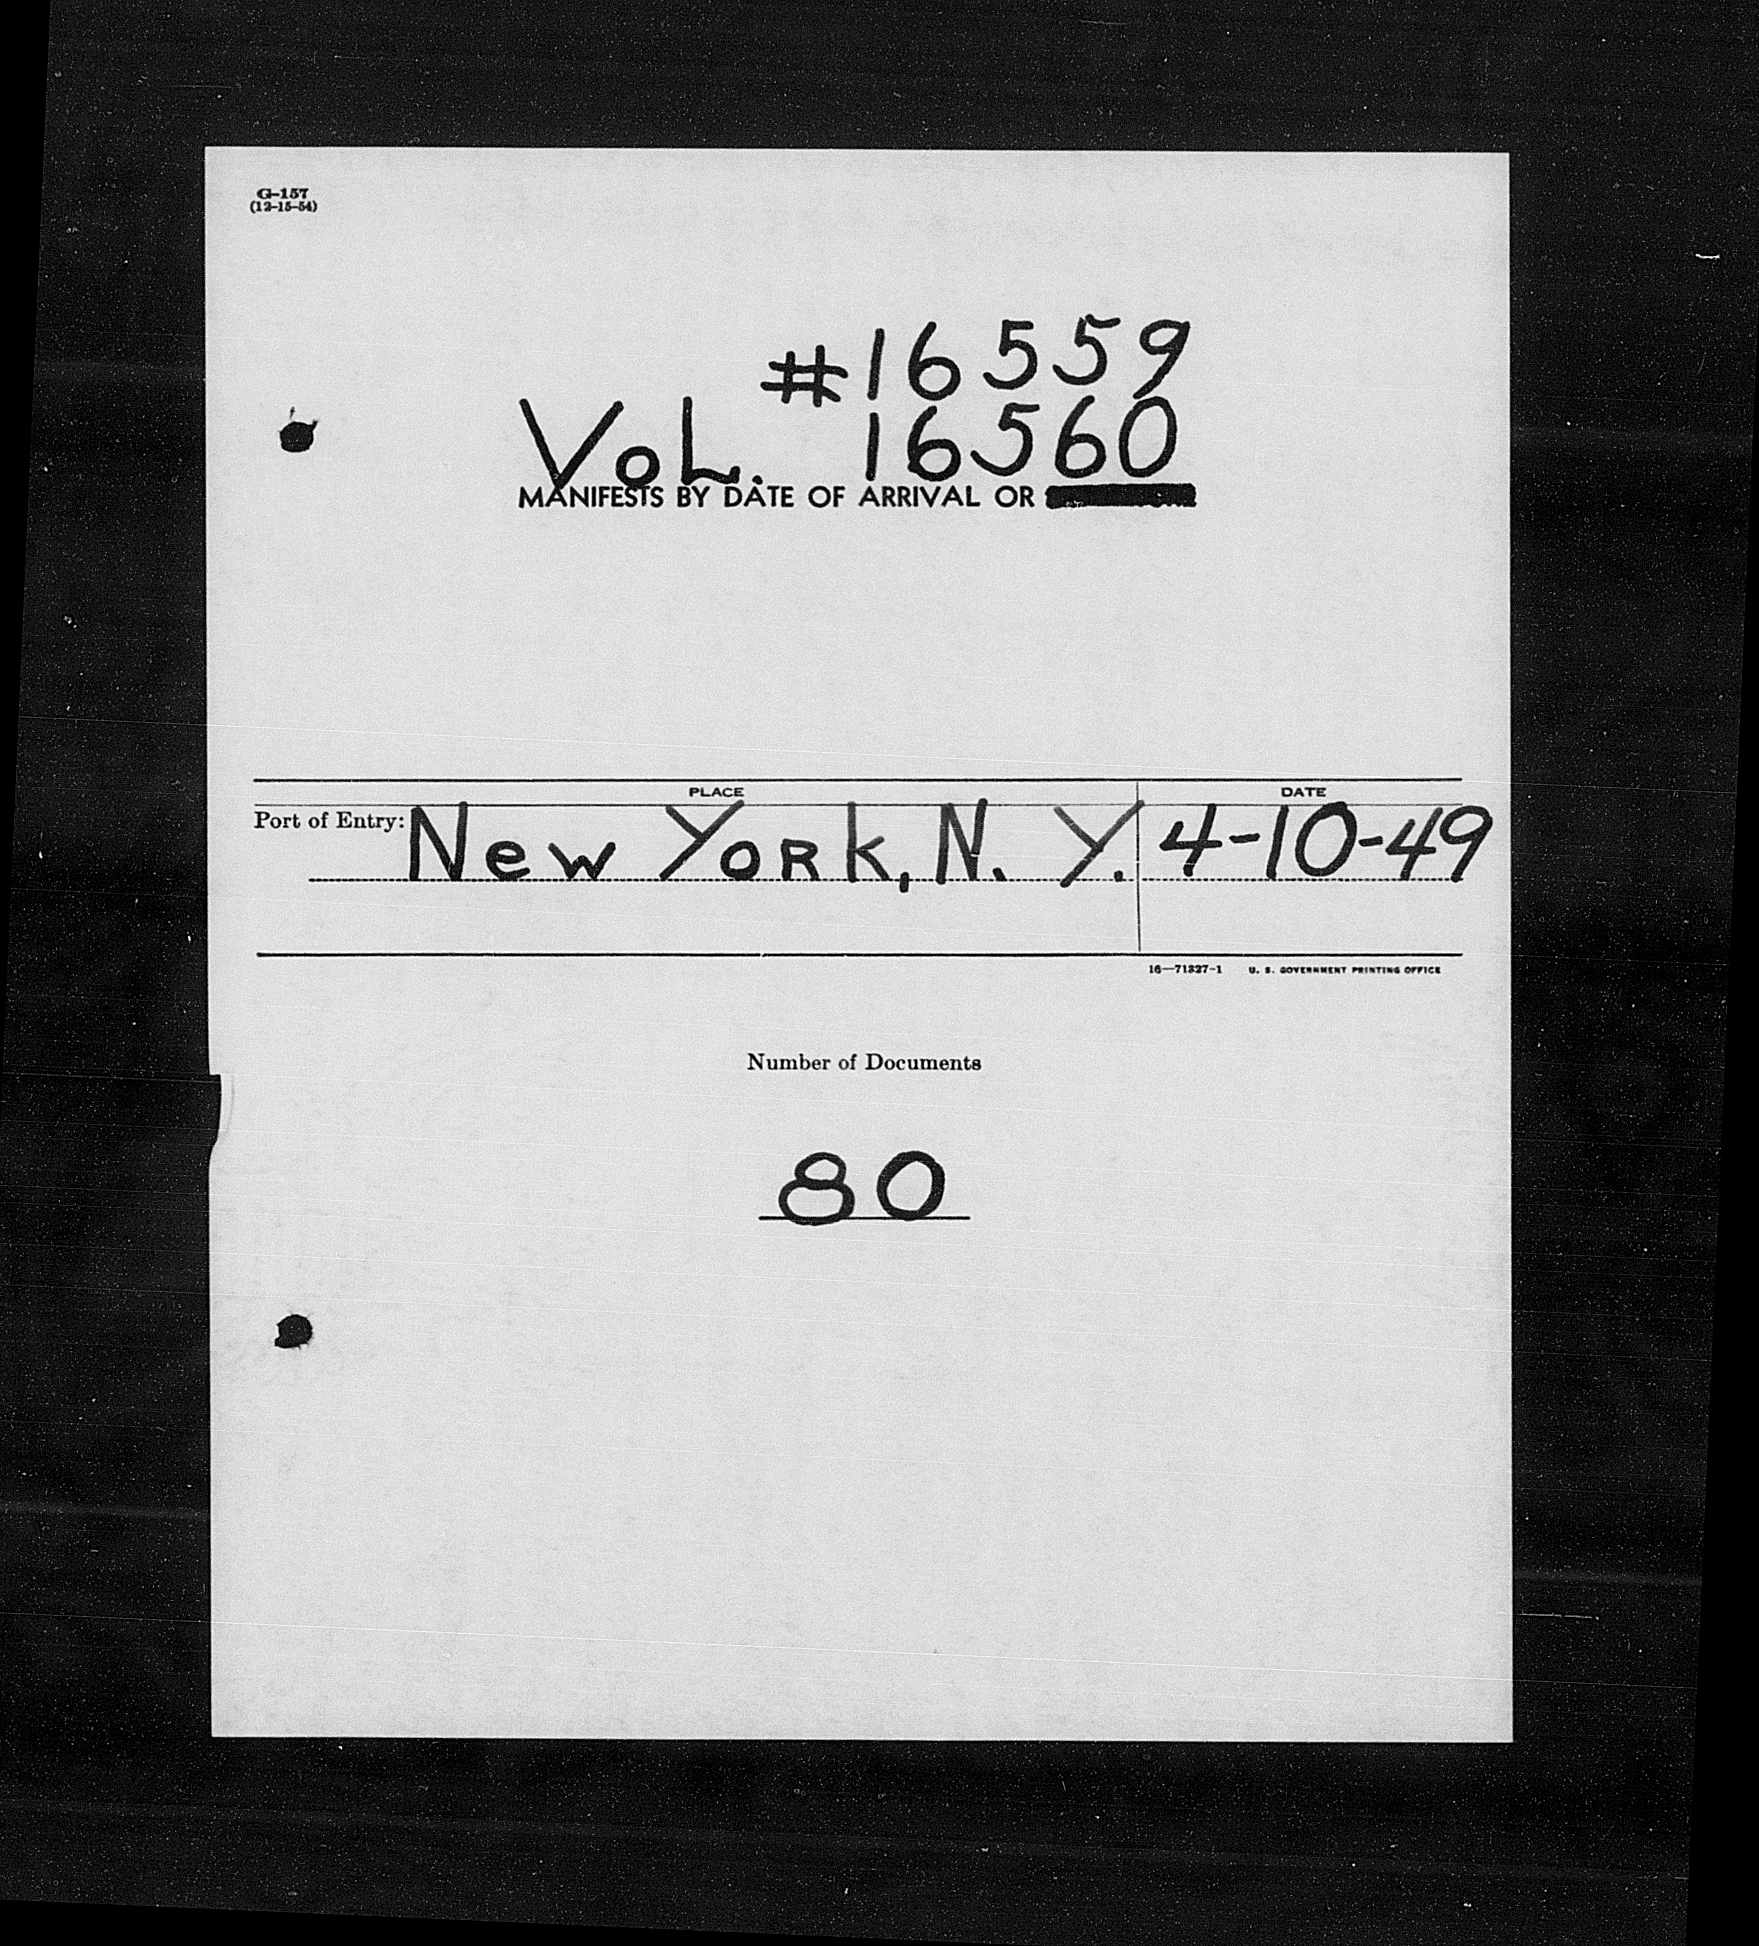 G-157
(12-15-54)
#16559
VOL. 16560
MANIFESTS BY DATE OF ARRIVAL OR
PLACE DATE
Port of Entry: New York, N. Y. 4-10-49
16—71327-1 U. S. GOVERNMENT PRINTING OFFICE
Number of Documents
80